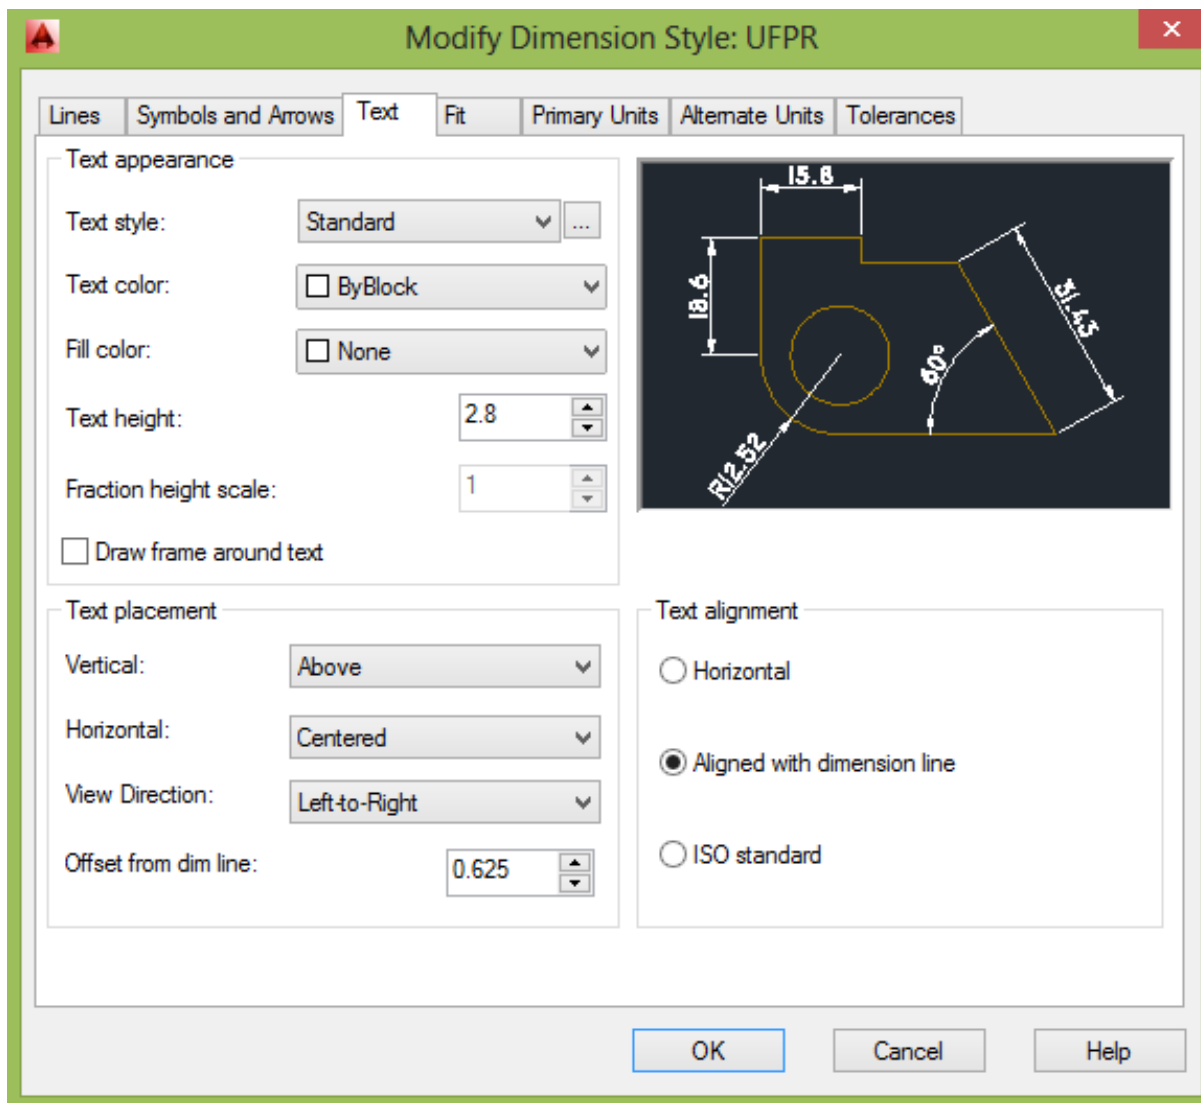 Modify Dimension Style: UFPR
Lines Symbols and Arrows Text Fit Primary Units Alternate Units Tolerances
Text appearance
Text style: Standard ...
Text color: ByBlock
Fill color: None
Text height: 2.8
Fraction height scale: 1
Draw frame around text
15.8
18.6
31.43
60°
R12.52
Text placement
Vertical: Above
Horizontal: Centered
View Direction: Left-to-Right
Offset from dim line: 0.625
Text alignment
Horizontal
Aligned with dimension line
ISO standard
OK Cancel Help